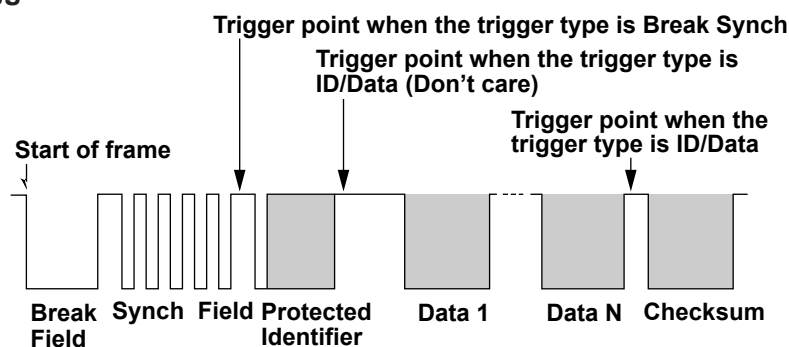 Trigger point when the trigger type is Break Synch
Trigger point when the trigger type is
ID/Data (Don't care)
Trigger point when the
trigger type is ID/Data
Start of frame
Break
Field
Synch Field
Protected
Identifier
Data 1
Data N
Checksum